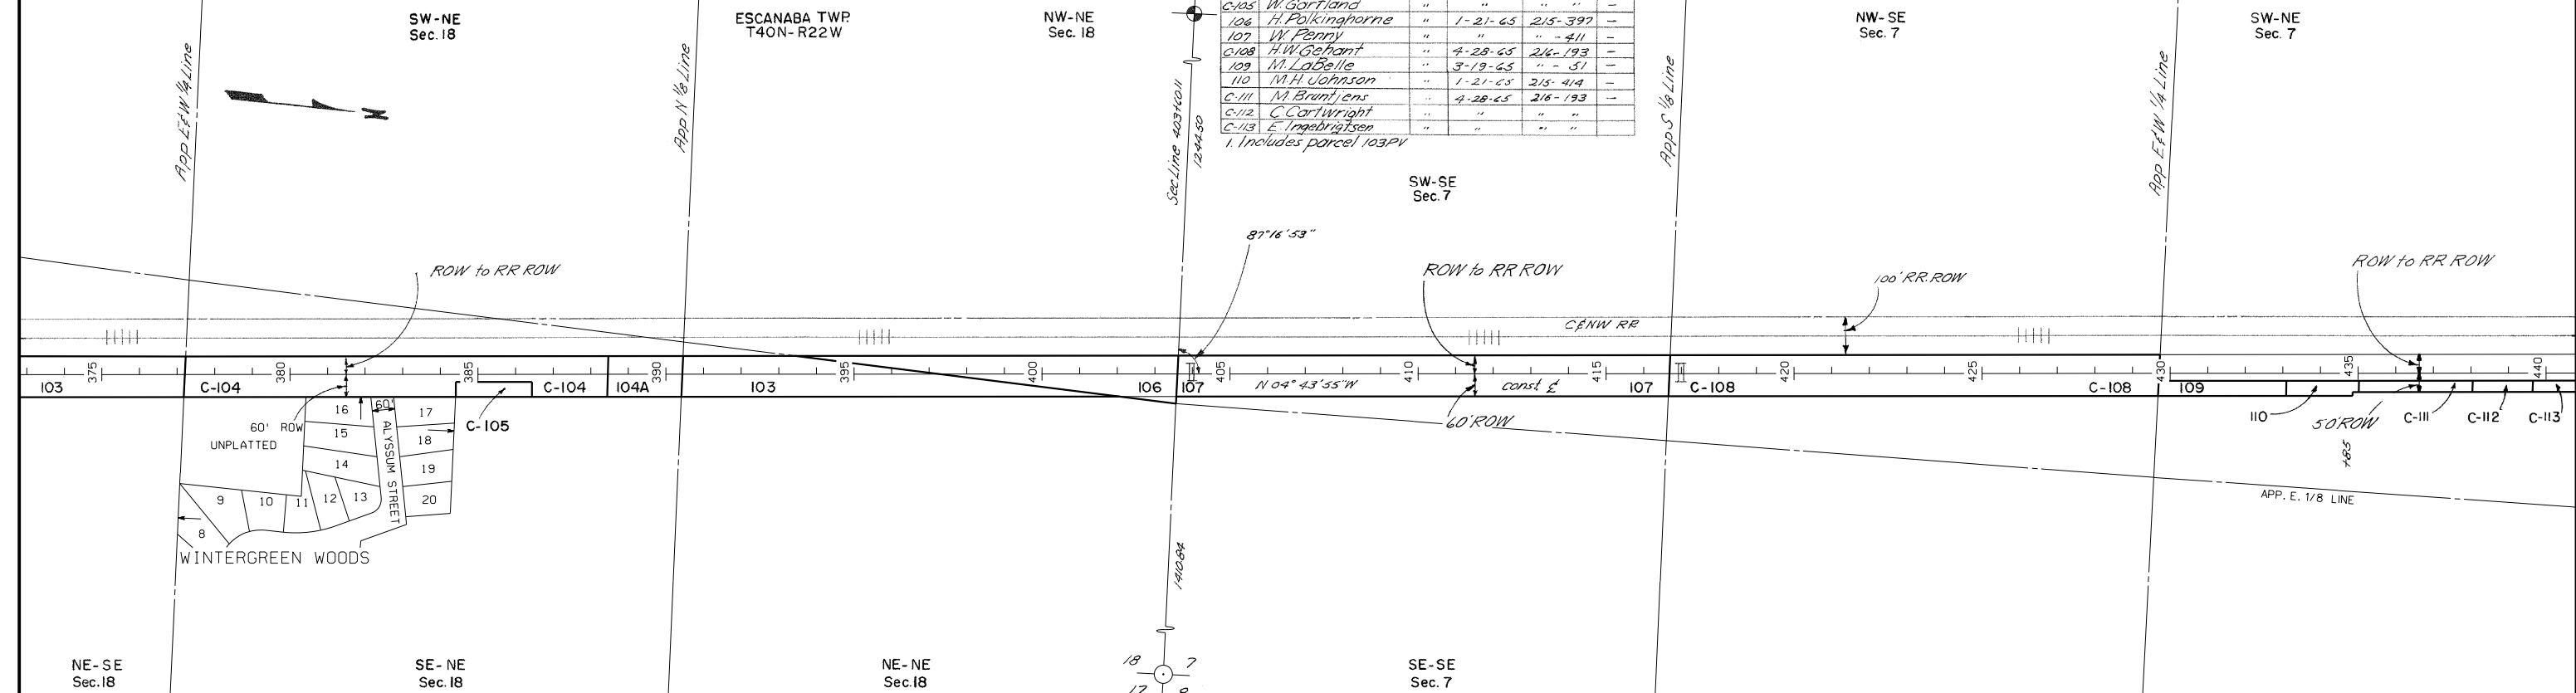 SW-NE
Sec. 18
ESCANABA TWP.
T40N-R22W
NW-NE
Sec. 18
C-105 W. Gartland " " " " -
106 H. Polkinghorne " 1-21-65 215-397 -
107 W. Penny " " " -411 -
C-108 H.W. Gehant " 4-28-65 216-193 -
109 M. LaBelle " 3-19-65 " - 51 -
110 M.H. Johnson " 1-21-65 215-414 -
C-111 M. Bruntjens " 4-28-65 216-193 -
C-112 C. Cartwright " " " "
C-113 E. Ingebrigtsen " " " "
1. Includes parcel 103PV
NW-SE
Sec. 7
SW-NE
Sec. 7
App E&W 1/4 Line
N
App N 1/8 Line
Sec Line 403+60.11
1244.50
App S 1/8 Line
App E&W 1/4 Line
SW-SE
Sec. 7
87°16'53"
ROW to RR ROW
ROW to RR ROW
100' RR. ROW
ROW to RR ROW
C&NW RR
375
380
385
390
395
400
405
410
415
420
425
430
435
440
103
C-104
C-104
104A
103
106
107
N 04° 43' 55" W
const ℄
107
C-108
C-108
109
60' ROW
UNPLATTED
16
60'
17
C-105
15
18
14
19
ALYSSUM STREET
9
10
11
12
13
20
8
WINTERGREEN WOODS
60' ROW
110
50' ROW
C-111
C-112
C-113
+85
APP. E. 1/8 LINE
1410.84
NE-SE
Sec. 18
SE-NE
Sec. 18
NE-NE
Sec. 18
18
7
17
8
SE-SE
Sec. 7